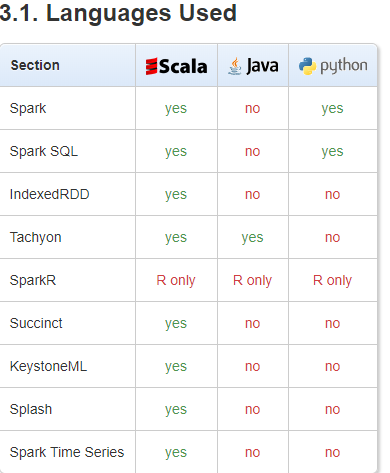 3.1. Languages Used
Section Scala Java python
Spark yes no yes
Spark SQL yes no yes
IndexedRDD yes no no
Tachyon yes yes no
SparkR R only R only R only
Succinct yes no no
KeystoneML yes no no
Splash yes no no
Spark Time Series yes no no